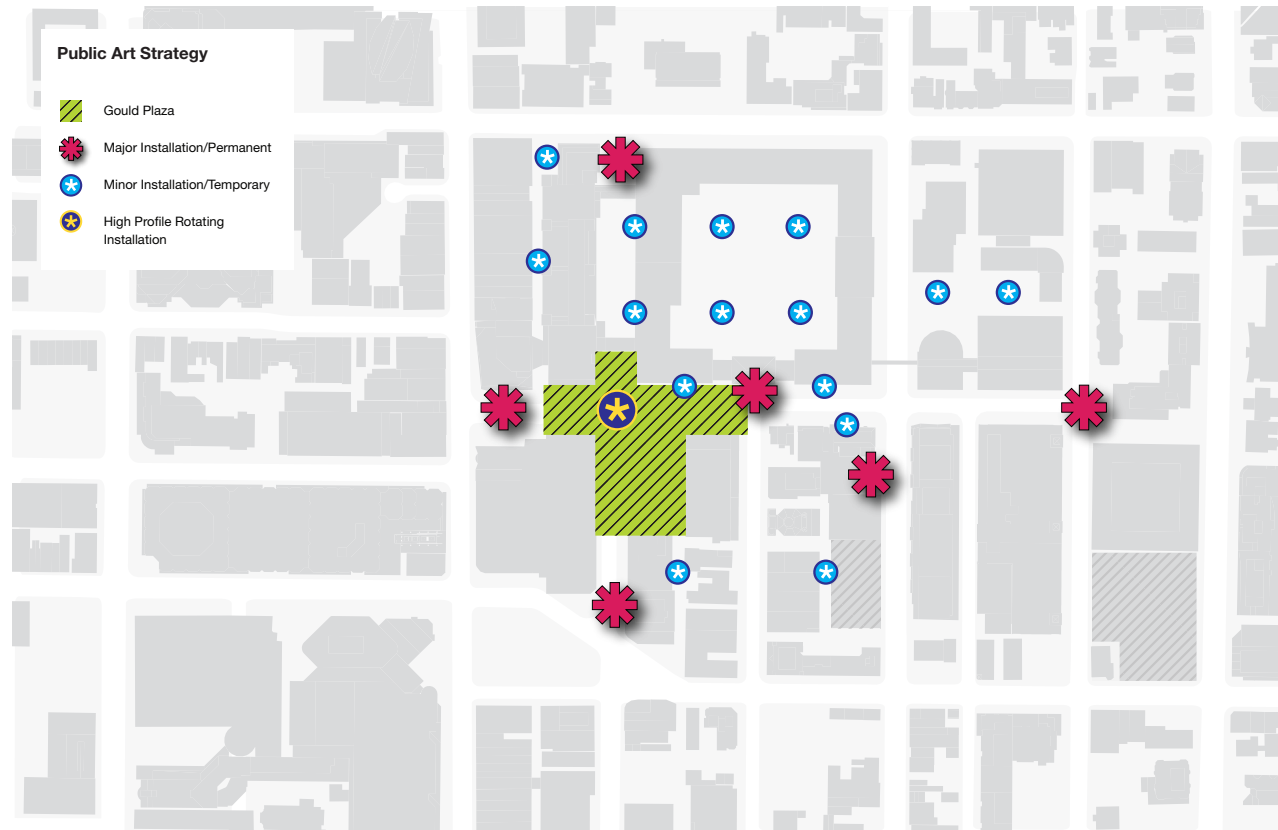 Public Art Strategy
Gould Plaza
Major Installation/Permanent
Minor Installation/Temporary
High Profile Rotating
Installation